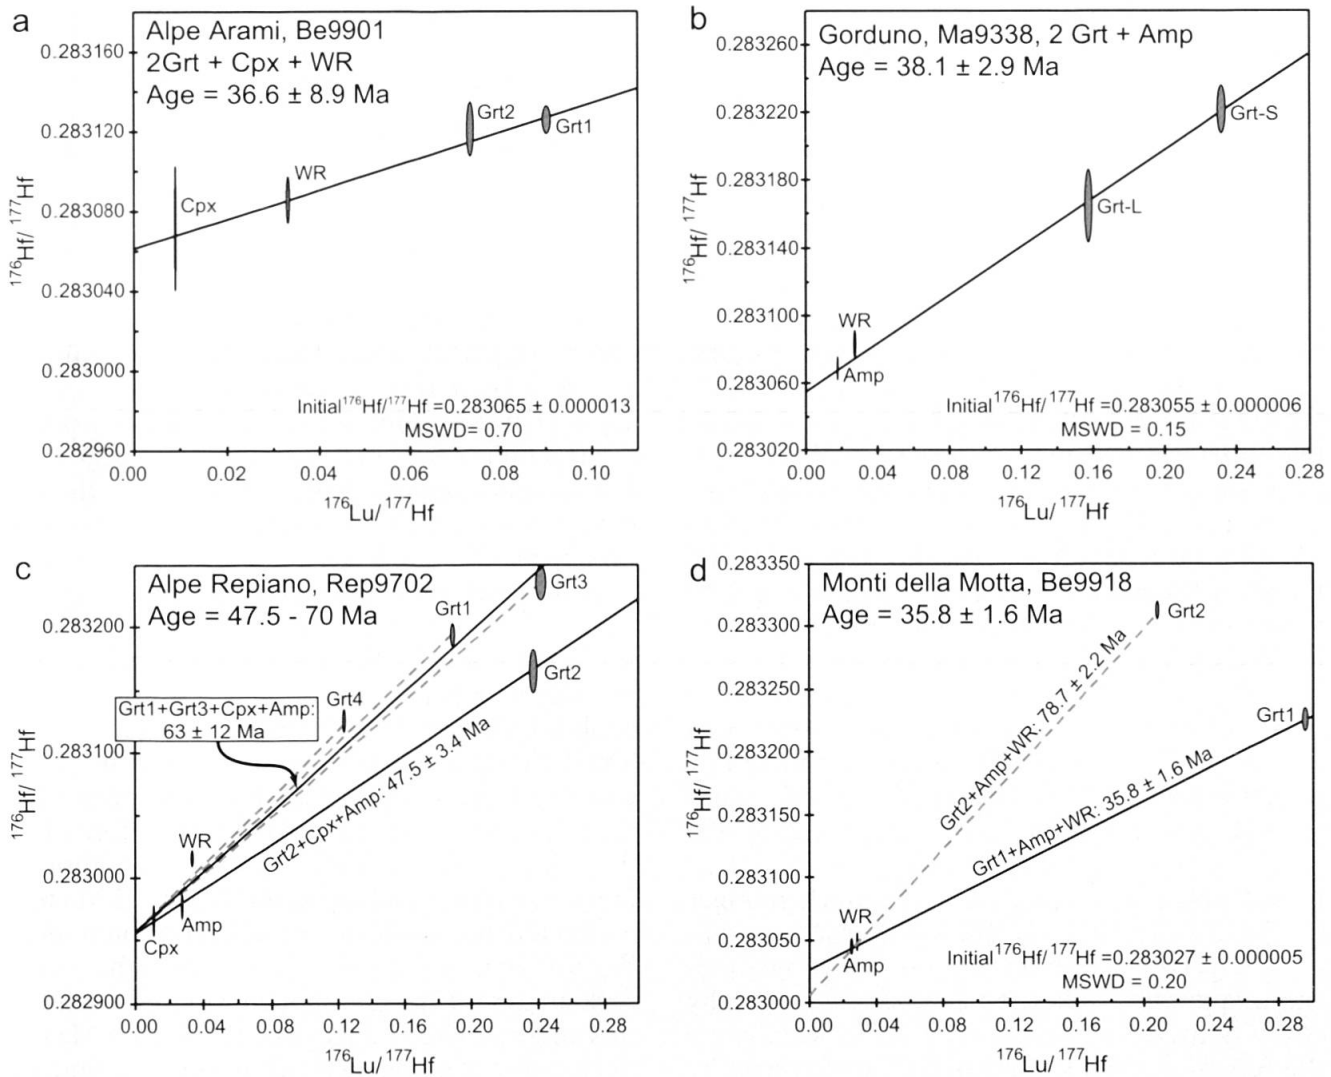 a
Alpe Arami, Be9901
2Grt + Cpx + WR
Age = 36.6 ± 8.9 Ma
0.283160
0.283120
0.283080
0.283040
0.283000
0.282960
176Hf/ 177Hf
Cpx
WR
Grt2
Grt1
Initial176Hf/177Hf =0.283065 ± 0.000013
MSWD= 0.70
0.00 0.02 0.04 0.06 0.08 0.10
176Lu/ 177Hf
b
Gorduno, Ma9338, 2 Grt + Amp
Age = 38.1 ± 2.9 Ma
0.283260
0.283220
0.283180
0.283140
0.283100
0.283060
0.283020
176Hf/ 177Hf
Grt-S
Grt-L
WR
Amp
Initial176Hf/ 177Hf =0.283055 ± 0.000006
MSWD = 0.15
0.00 0.04 0.08 0.12 0.16 0.20 0.24 0.28
176Lu/ 177Hf
c
Alpe Repiano, Rep9702
Age = 47.5 - 70 Ma
0.283200
0.283100
0.283000
0.282900
176Hf/ 177Hf
Grt1
Grt3
Grt2
Grt4
Grt1+Grt3+Cpx+Amp:
63 ± 12 Ma
Grt2+Cpx+Amp: 47.5 ± 3.4 Ma
WR
Amp
Cpx
0.00 0.04 0.08 0.12 0.16 0.20 0.24 0.28
176Lu/ 177Hf
d
Monti della Motta, Be9918
Age = 35.8 ± 1.6 Ma
0.283350
0.283300
0.283250
0.283200
0.283150
0.283100
0.283050
0.283000
176Hf/ 177Hf
Grt2
Grt1
Grt2+Amp+WR: 78.7 ± 2.2 Ma
Grt1+Amp+WR: 35.8 ± 1.6 Ma
WR
Amp
Initial176Hf/ 177Hf =0.283027 ± 0.000005
MSWD = 0.20
0.00 0.04 0.08 0.12 0.16 0.20 0.24 0.28
176Lu/ 177Hf